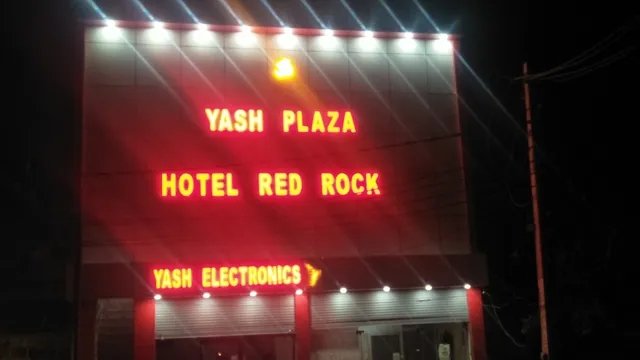 YASH PLAZA
HOTEL RED ROCK
YASH ELECTRONICS